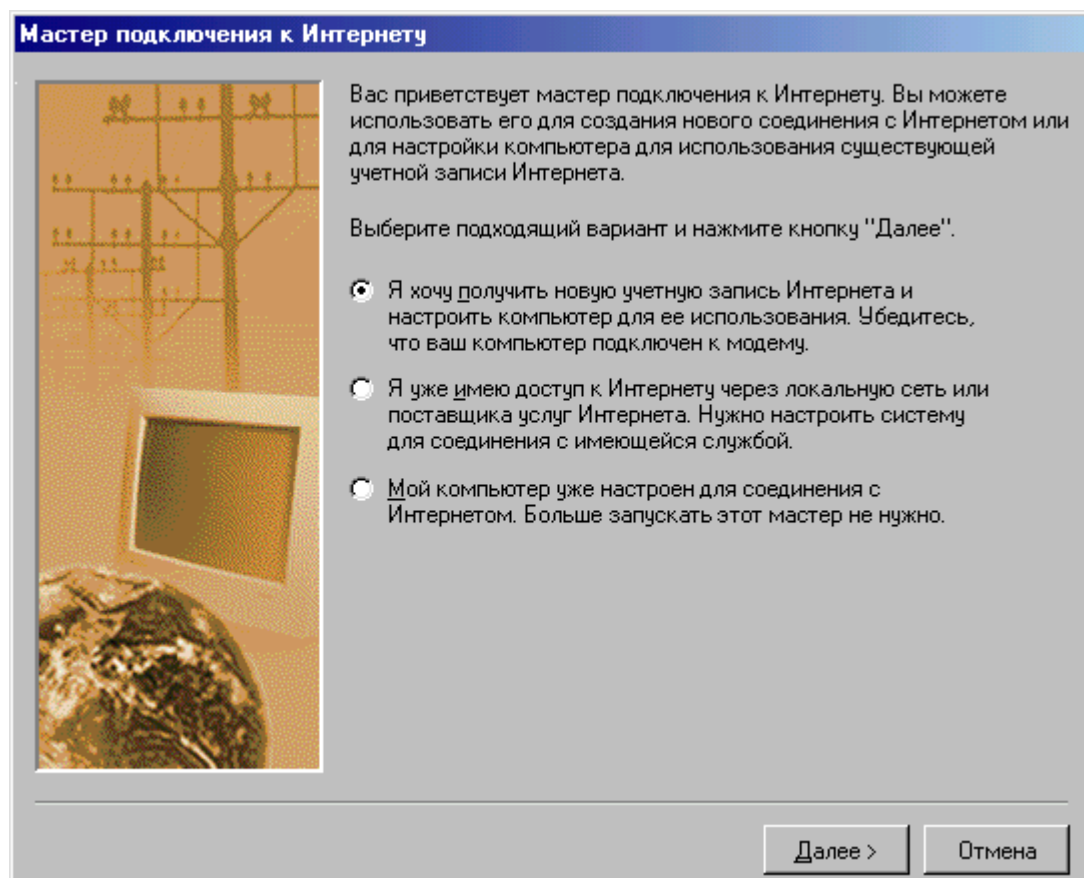 Мастер подключения к Интернету
Вас приветствует мастер подключения к Интернету. Вы можете
использовать его для создания нового соединения с Интернетом или
для настройки компьютера для использования существующей
учетной записи Интернета.
Выберите подходящий вариант и нажмите кнопку "Далее".
Я хочу получить новую учетную запись Интернета и
настроить компьютер для ее использования. Убедитесь,
что ваш компьютер подключен к модему.
Я уже имею доступ к Интернету через локальную сеть или
поставщика услуг Интернета. Нужно настроить систему
для соединения с имеющейся службой.
Мой компьютер уже настроен для соединения с
Интернетом. Больше запускать этот мастер не нужно.
Далее > Отмена